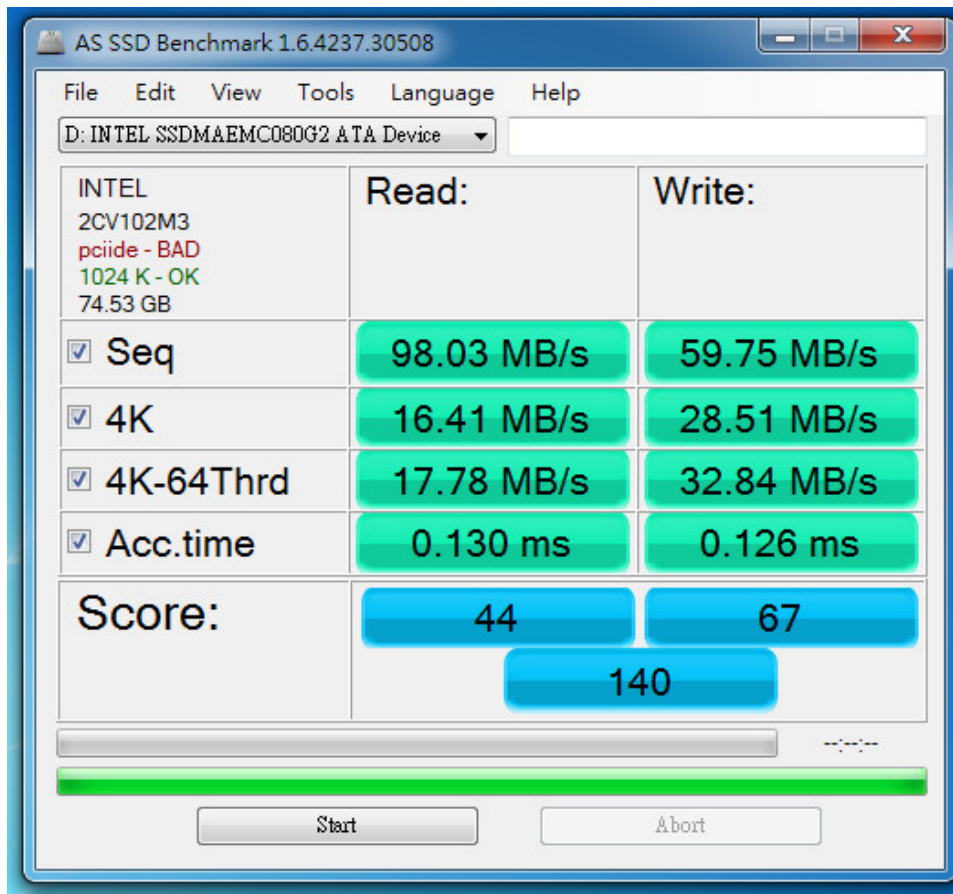 AS SSD Benchmark 1.6.4237.30508
File Edit View Tools Language Help
D: INTEL SSDMAEMC080G2 ATA Device
INTEL
2CV102M3
pciide - BAD
1024 K - OK
74.53 GB
Read:
Write:
Seq 98.03 MB/s 59.75 MB/s
4K 16.41 MB/s 28.51 MB/s
4K-64Thrd 17.78 MB/s 32.84 MB/s
Acc.time 0.130 ms 0.126 ms
Score: 44 67
140
--:--:--
Start Abort